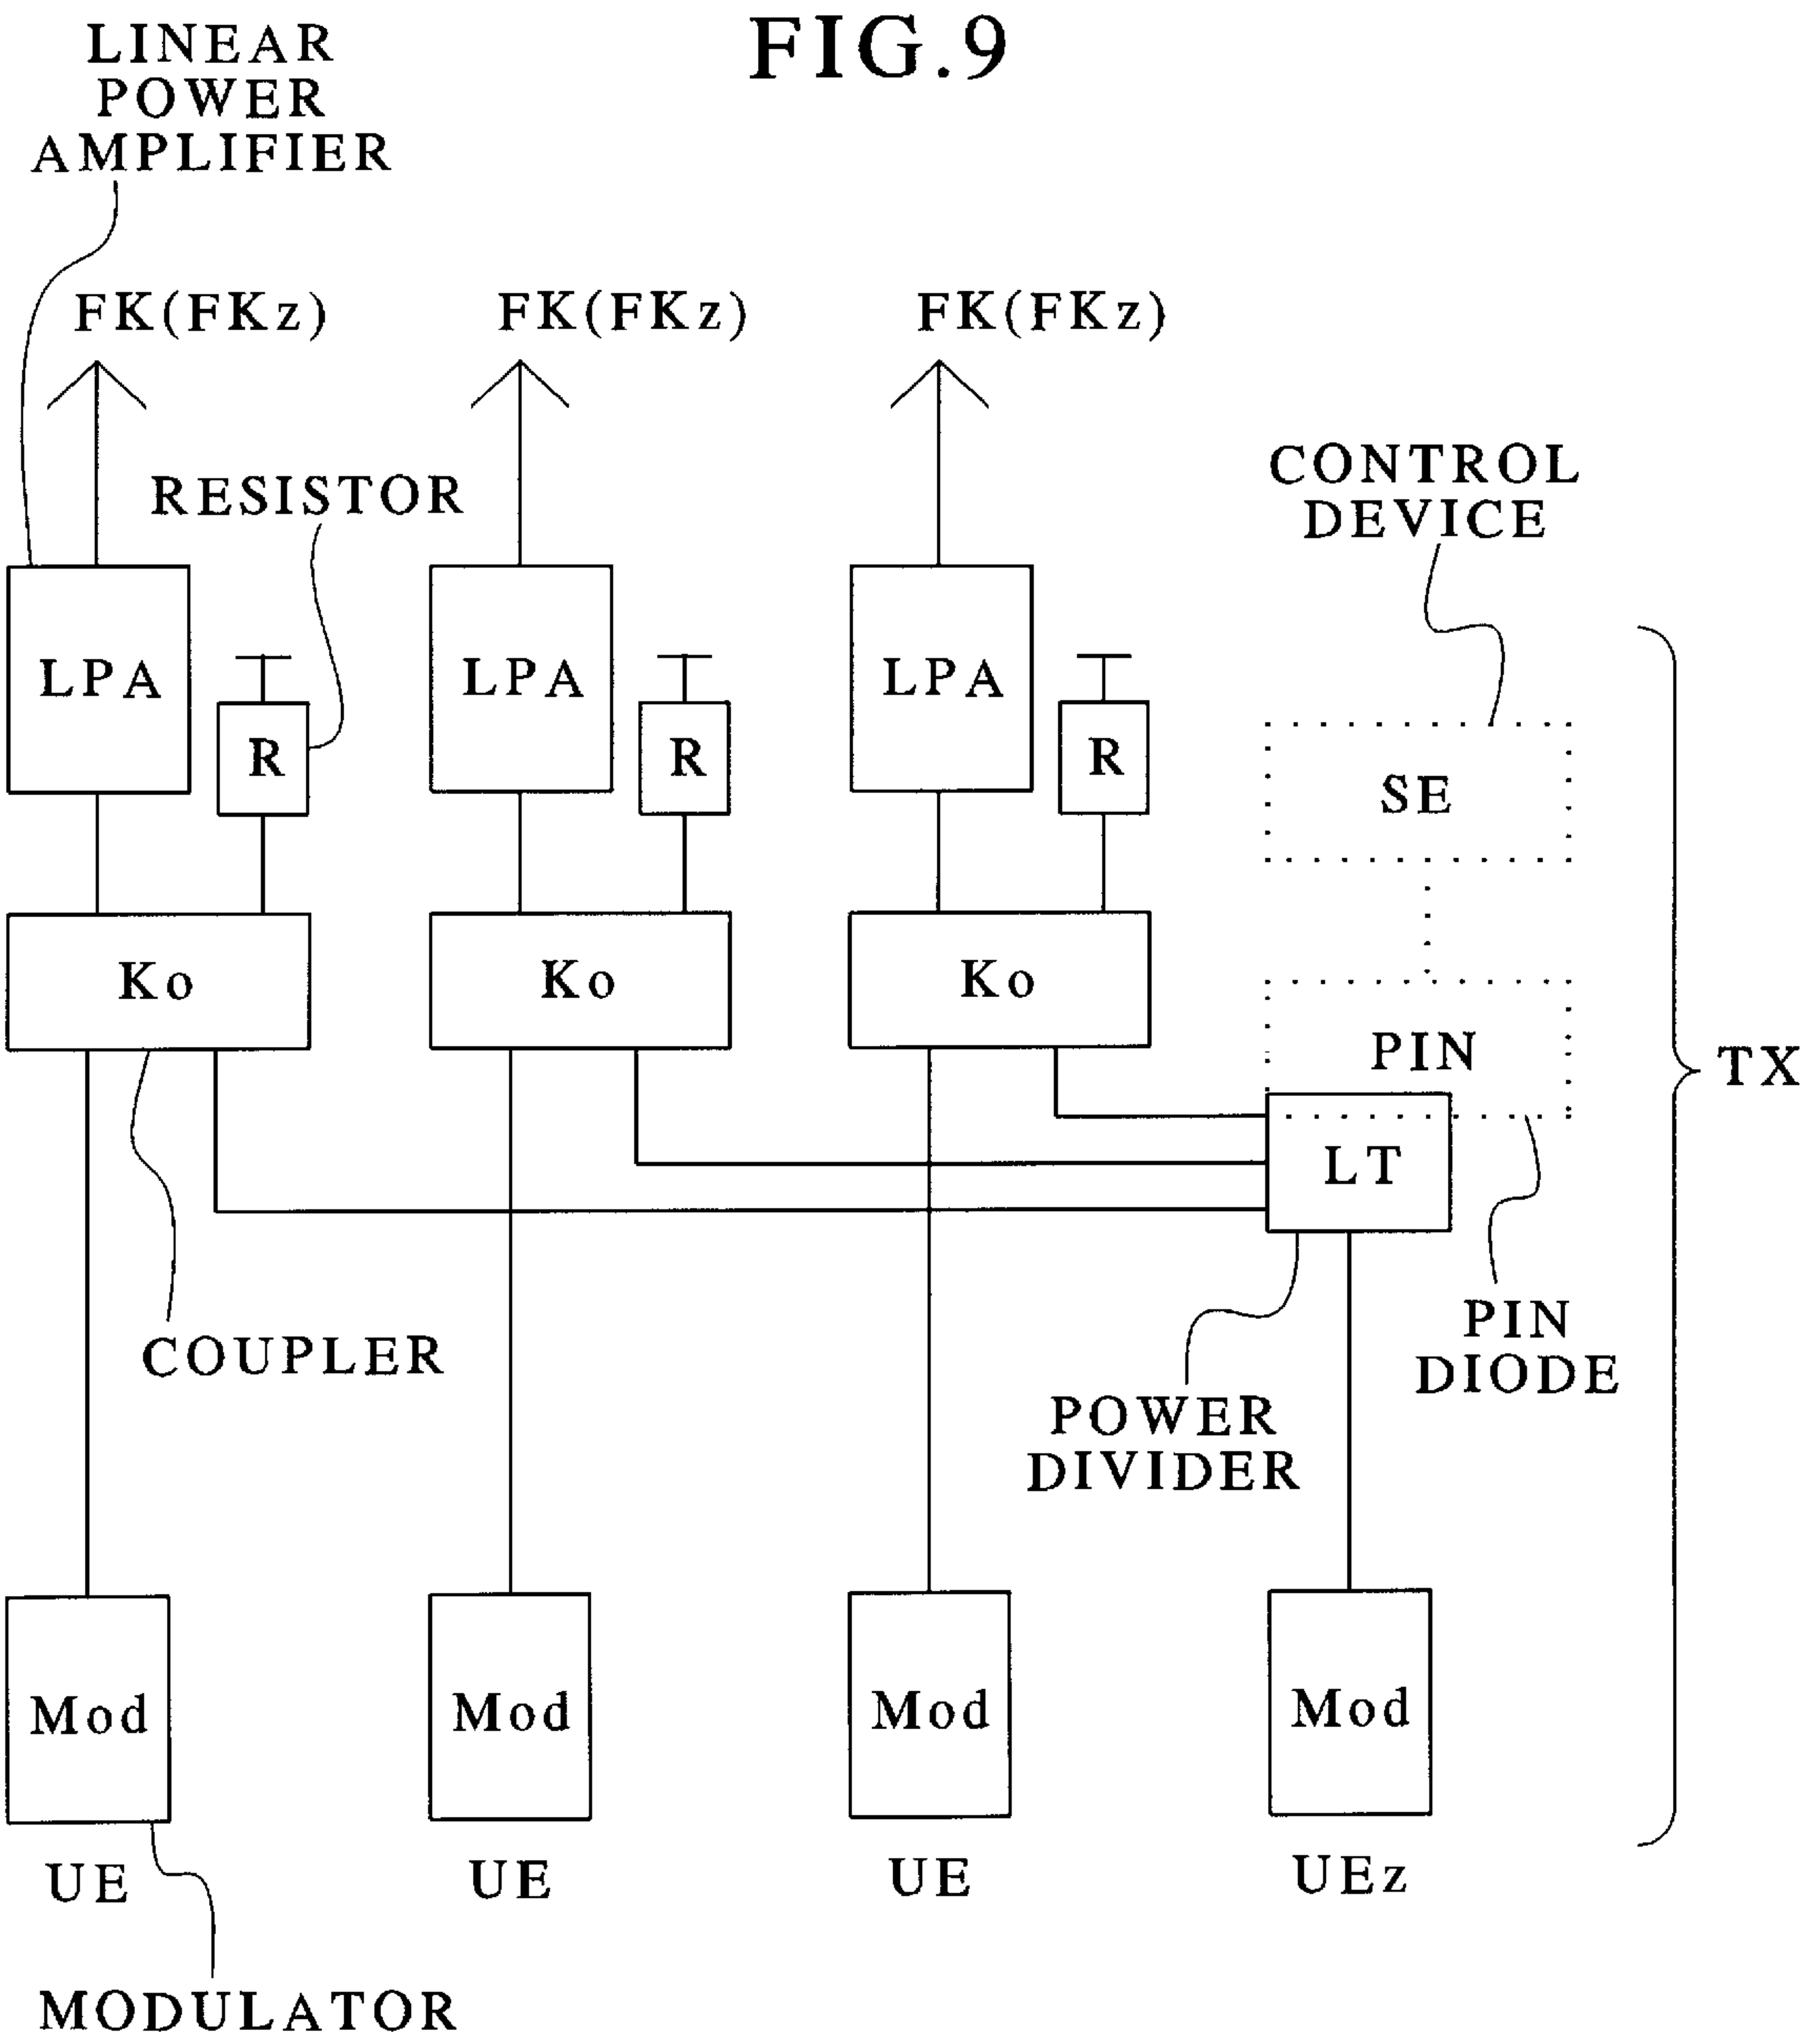 FIG.9
LINEAR
POWER
AMPLIFIER
FK(FKz) FK(FKz) FK(FKz)
CONTROL
DEVICE
RESISTOR
LPA LPA LPA
R R R
SE
Ko Ko Ko
PIN
TX
LT
PIN
DIODE
COUPLER
POWER
DIVIDER
Mod Mod Mod Mod
UE UE UE UEz
MODULATOR